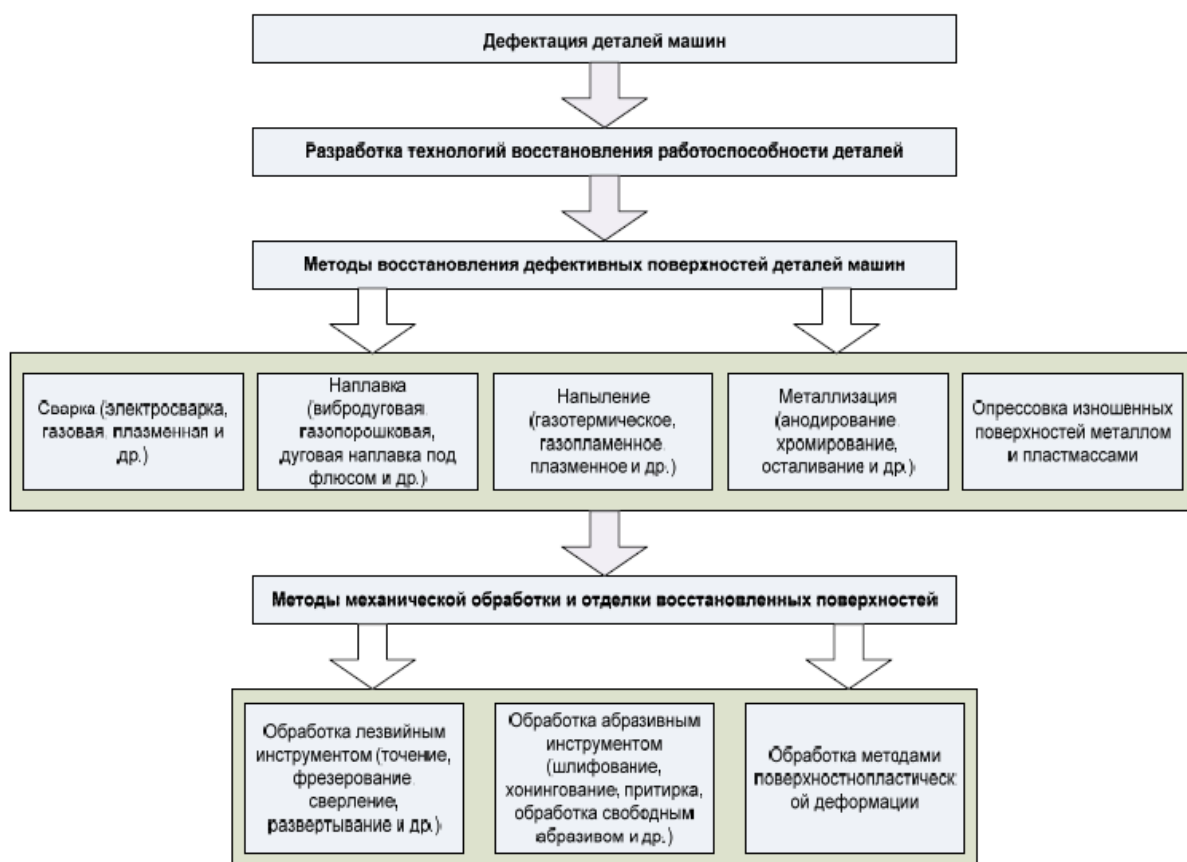 Дефектация деталей машин
Разработка технологий восстановления работоспособности деталей
Методы восстановления дефективных поверхностей деталей машин
Сварка (электросварка,
газовая, плазменная и
др.)
Наплавка
(вибродуговая,
газопорошковая,
дуговая наплавка под
флюсом и др.)
Напыление
(газотермическое,
газопламенное,
плазменное и др.)
Металлизация
(анодирование,
хромирование,
осталивание и др.)
Опрессовка изношенных
поверхностей металлом
и пластмассами
Методы механической обработки и отделки восстановленных поверхностей
Обработка лезвийным
инструментом (точение,
фрезерование,
сверление,
развертывание и др.)
Обработка абразивным
инструментом
(шлифование,
хонингование, притирка,
обработка свободным
абразивом и др.)
Обработка методами
поверхностнопластическ
ой деформации